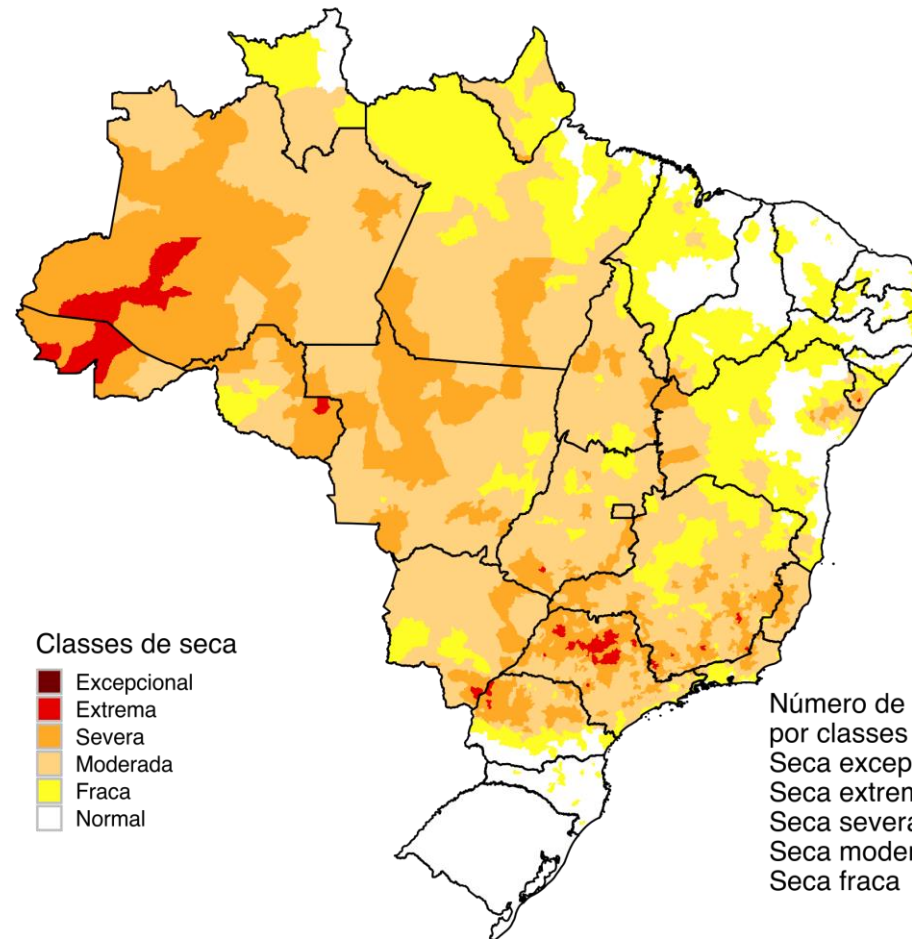 Classes de seca
Excepcional
Extrema
Severa
Moderada
Fraca
Normal
Número de
por classes
Seca excep
Seca extrem
Seca severa
Seca moder
Seca fraca